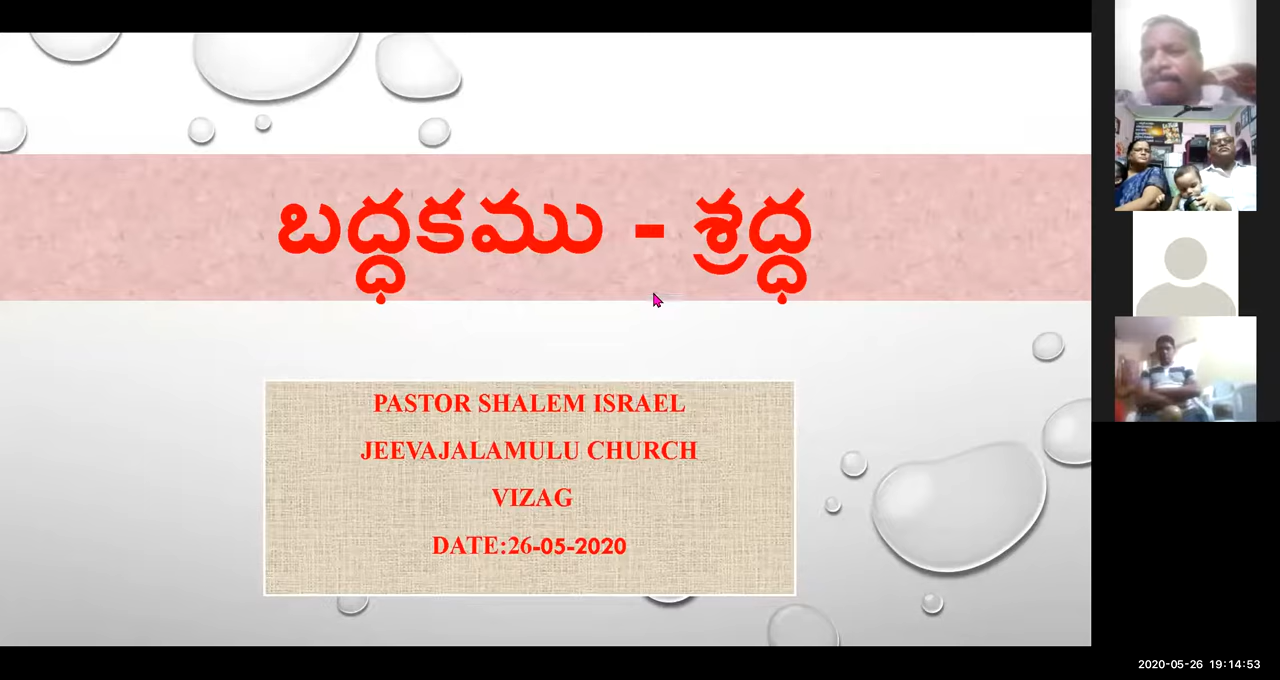 బద్ధకము - శ్రద్ధ
PASTOR SHALEM ISRAEL
JEEVAJALAMULU CHURCH
VIZAG
DATE:26-05-2020
2020-05-26 19:14:53